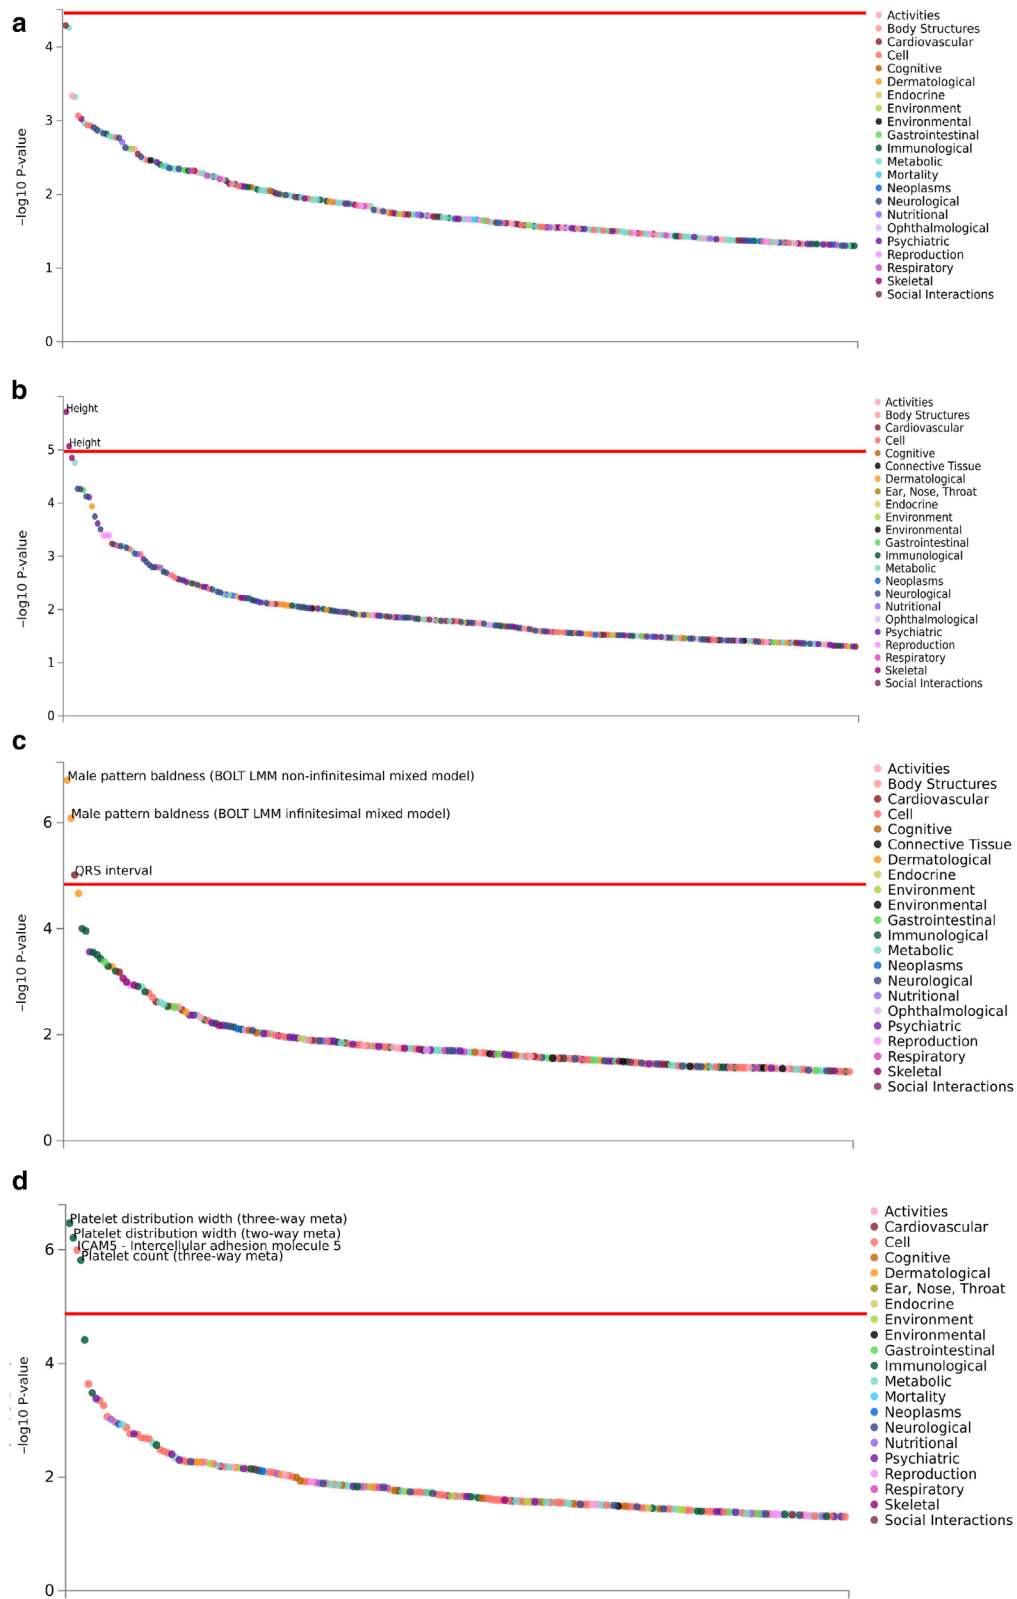 a
4
3
2
1
0
−log10 P-value
Activities
Body Structures
Cardiovascular
Cell
Cognitive
Dermatological
Endocrine
Environment
Environmental
Gastrointestinal
Immunological
Metabolic
Mortality
Neoplasms
Neurological
Nutritional
Ophthalmological
Psychiatric
Reproduction
Respiratory
Skeletal
Social Interactions
b
Height
Height
5
4
3
2
1
0
−log10 P-value
Activities
Body Structures
Cardiovascular
Cell
Cognitive
Connective Tissue
Dermatological
Ear, Nose, Throat
Endocrine
Environment
Environmental
Gastrointestinal
Immunological
Metabolic
Neoplasms
Neurological
Nutritional
Ophthalmological
Psychiatric
Reproduction
Respiratory
Skeletal
Social Interactions
c
Male pattern baldness (BOLT LMM non-infinitesimal mixed model)
Male pattern baldness (BOLT LMM infinitesimal mixed model)
QRS interval
6
4
2
0
−log10 P-value
Activities
Body Structures
Cardiovascular
Cell
Cognitive
Connective Tissue
Dermatological
Endocrine
Environment
Environmental
Gastrointestinal
Immunological
Metabolic
Neoplasms
Neurological
Nutritional
Ophthalmological
Psychiatric
Reproduction
Respiratory
Skeletal
Social Interactions
d
Platelet distribution width (three-way meta)
Platelet distribution width (two-way meta)
ICAM5 - Intercellular adhesion molecule 5
Platelet count (three-way meta)
6
4
2
0
−log10 P-value
Activities
Cardiovascular
Cell
Cognitive
Dermatological
Ear, Nose, Throat
Endocrine
Environment
Environmental
Gastrointestinal
Immunological
Metabolic
Mortality
Neoplasms
Neurological
Nutritional
Psychiatric
Reproduction
Respiratory
Skeletal
Social Interactions